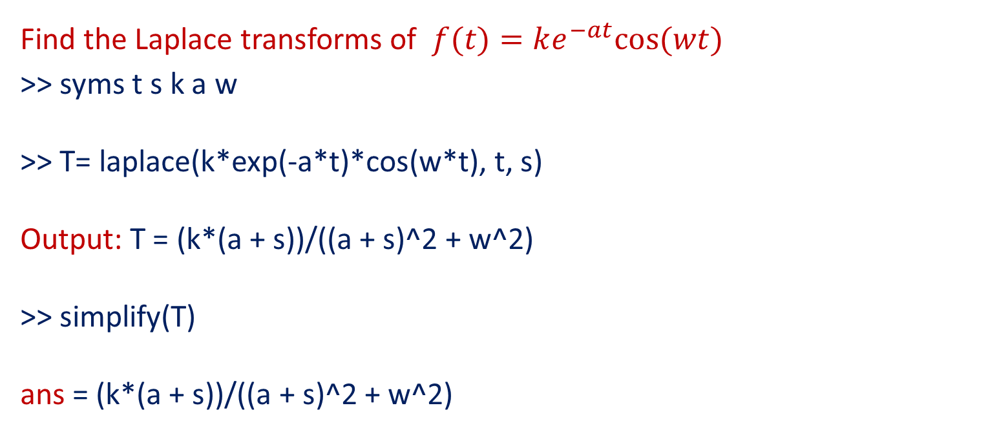 Find the Laplace transforms of f(t) = ke^{-at}cos(wt)
>> syms t s k a w
>> T= laplace(k*exp(-a*t)*cos(w*t), t, s)
Output: T = (k*(a + s))/((a + s)^2 + w^2)
>> simplify(T)
ans = (k*(a + s))/((a + s)^2 + w^2)